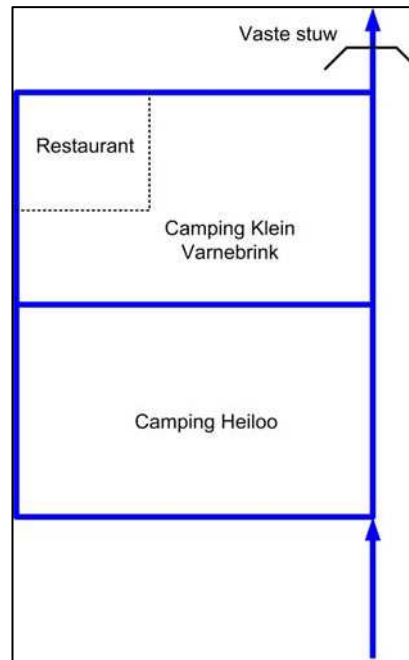 Vaste stuw
Restaurant
Camping Klein
Varnebrink
Camping Heiloo